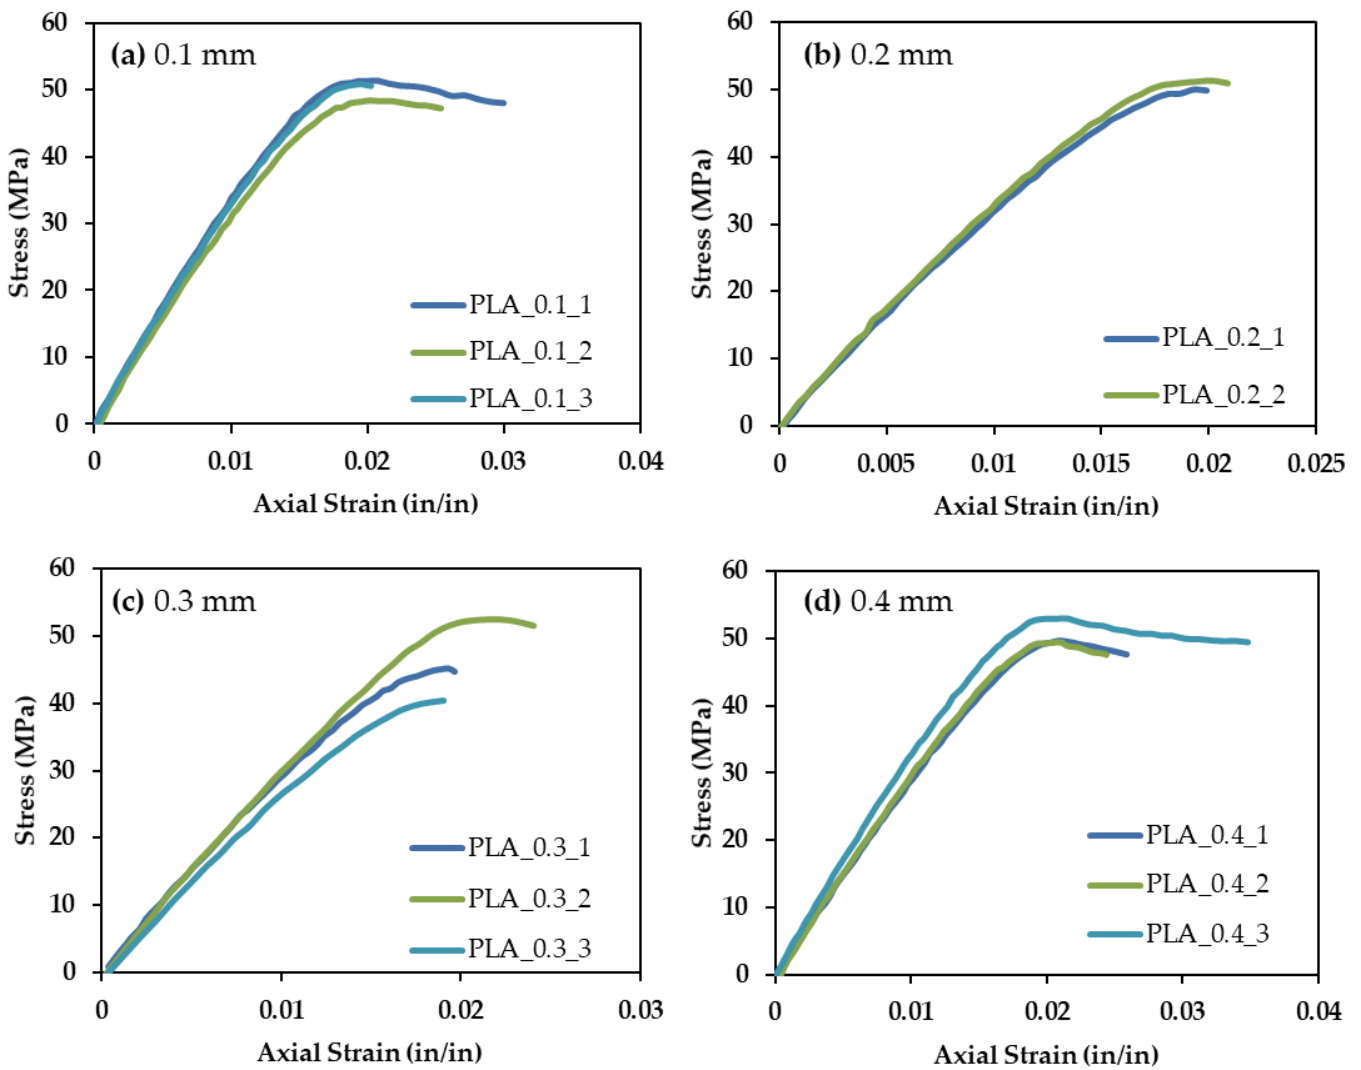 (a) 0.1 mm
60
50
40
30
20
10
0
Stress (MPa)
PLA_0.1_1
PLA_0.1_2
PLA_0.1_3
0 0.01 0.02 0.03 0.04
Axial Strain (in/in)
(b) 0.2 mm
60
50
40
30
20
10
0
Stress (MPa)
PLA_0.2_1
PLA_0.2_2
0 0.005 0.01 0.015 0.02 0.025
Axial Strain (in/in)
(c) 0.3 mm
60
50
40
30
20
10
0
Stress (MPa)
PLA_0.3_1
PLA_0.3_2
PLA_0.3_3
0 0.01 0.02 0.03
Axial Strain (in/in)
(d) 0.4 mm
60
50
40
30
20
10
0
Stress (MPa)
PLA_0.4_1
PLA_0.4_2
PLA_0.4_3
0 0.01 0.02 0.03 0.04
Axial Strain (in/in)